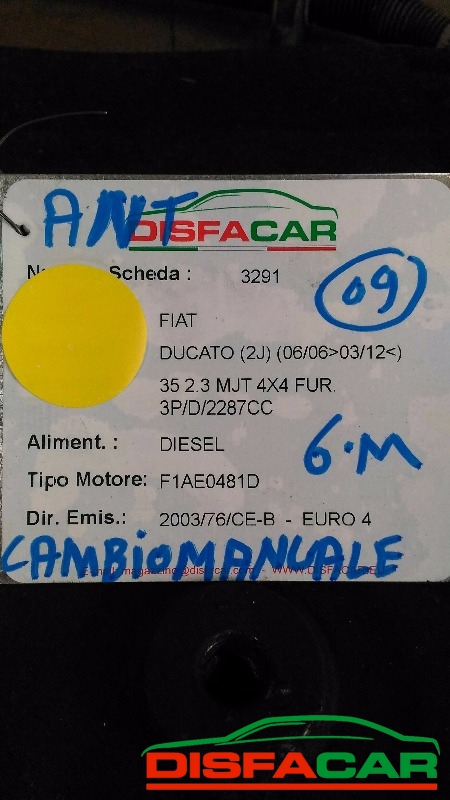 ANT
DISFACAR
Scheda : 3291
09
FIAT
DUCATO (2J) (06/06>03/12<)
35 2.3 MJT 4X4 FUR.
3P/D/2287CC
6.M
Aliment. : DIESEL
Tipo Motore: F1AE0481D
Dir. Emis.: 2003/76/CE-B - EURO 4
CAMBIOMANUALE
DISFACAR